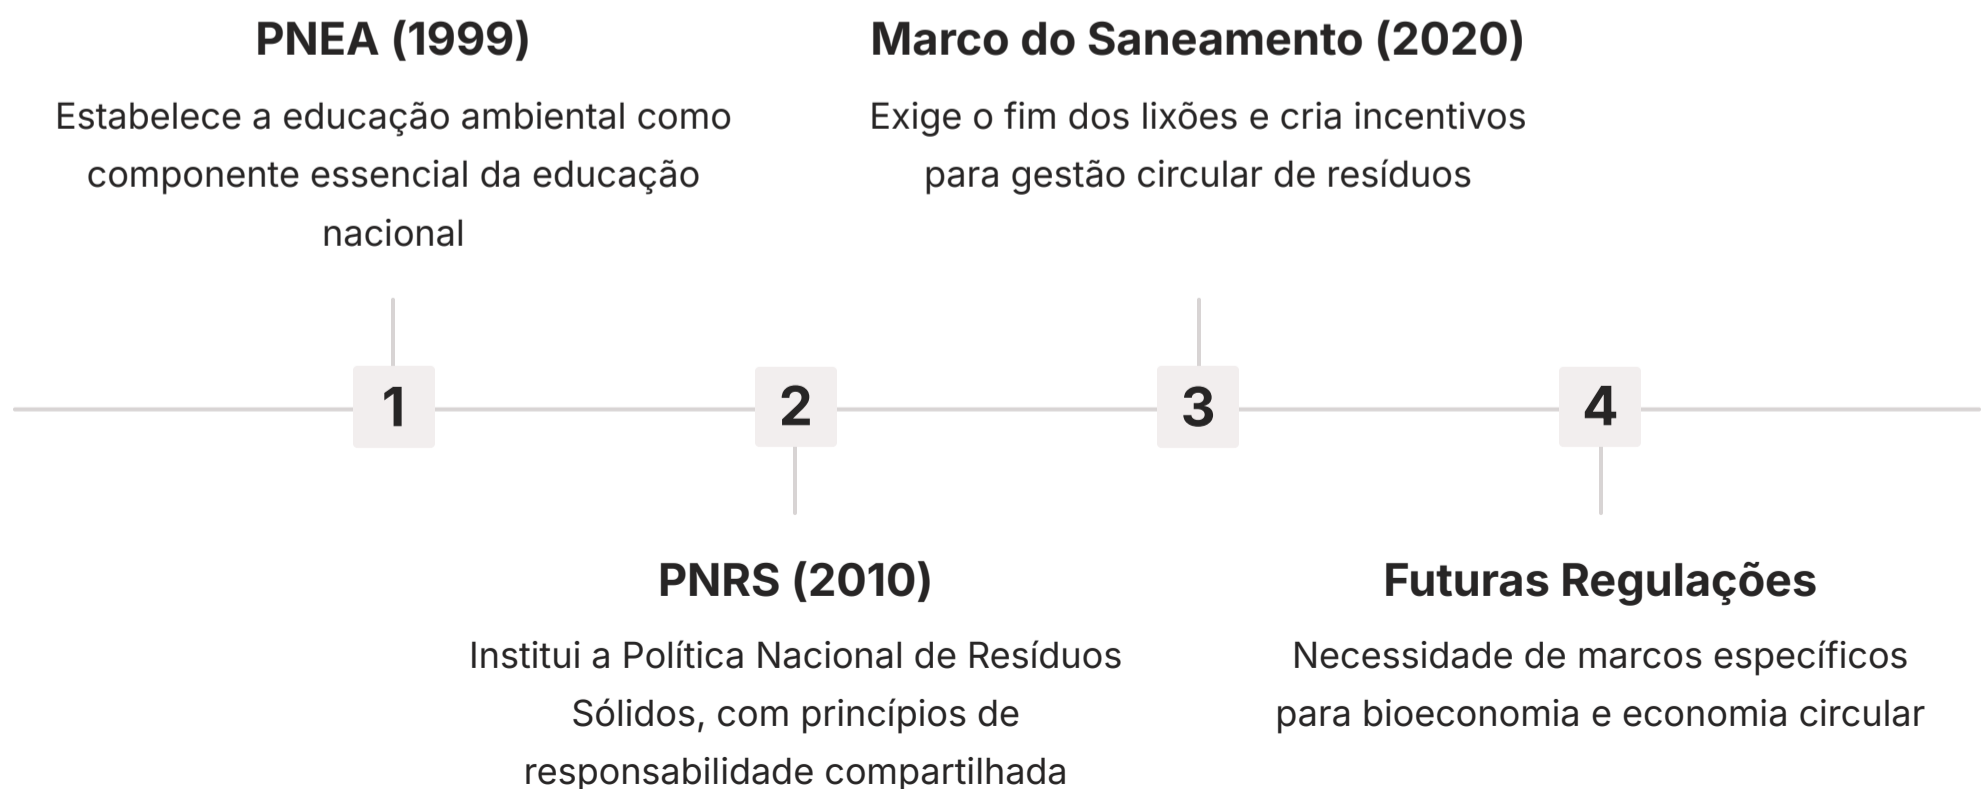 PNEA (1999)
Estabelece a educação ambiental como
componente essencial da educação
nacional
Marco do Saneamento (2020)
Exige o fim dos lixões e cria incentivos
para gestão circular de resíduos
1
2
3
4
PNRS (2010)
Institui a Política Nacional de Resíduos
Sólidos, com princípios de
responsabilidade compartilhada
Futuras Regulações
Necessidade de marcos específicos
para bioeconomia e economia circular